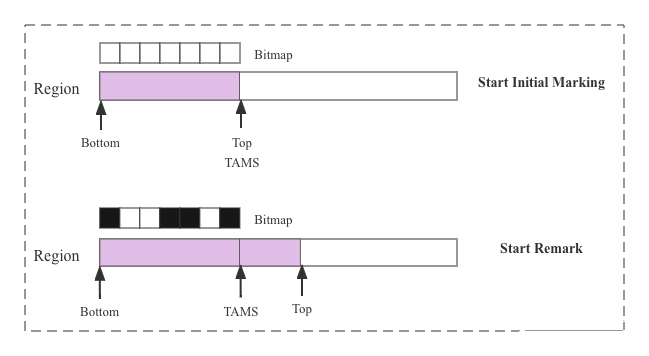 Bitmap
Region
Start Initial Marking
Bottom
Top
TAMS
Bitmap
Region
Start Remark
Bottom
TAMS
Top